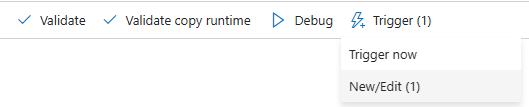 Validate Validate copy runtime Debug Trigger (1)
Trigger now
New/Edit (1)